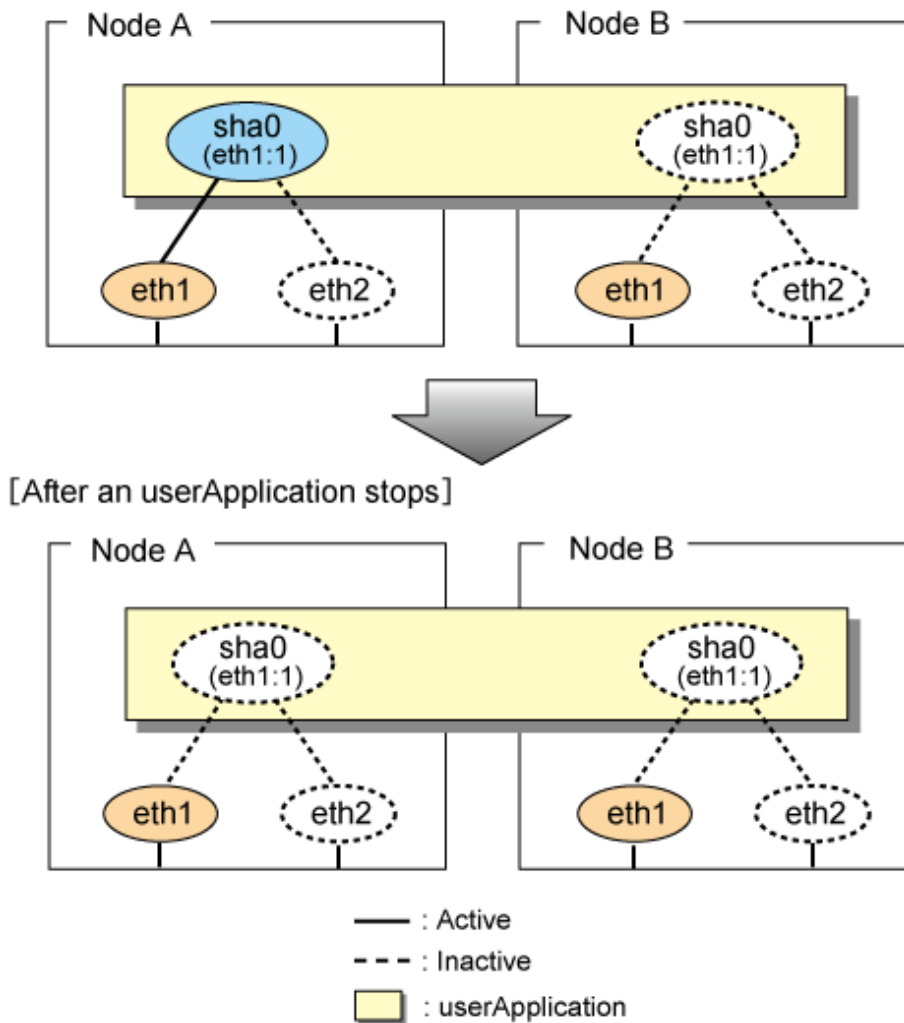 Node A
Node B
sha0
(eth1:1)
sha0
(eth1:1)
eth1
eth2
eth1
eth2
[After an userApplication stops]
Node A
Node B
sha0
(eth1:1)
sha0
(eth1:1)
eth1
eth2
eth1
eth2
: Active
: Inactive
: userApplication